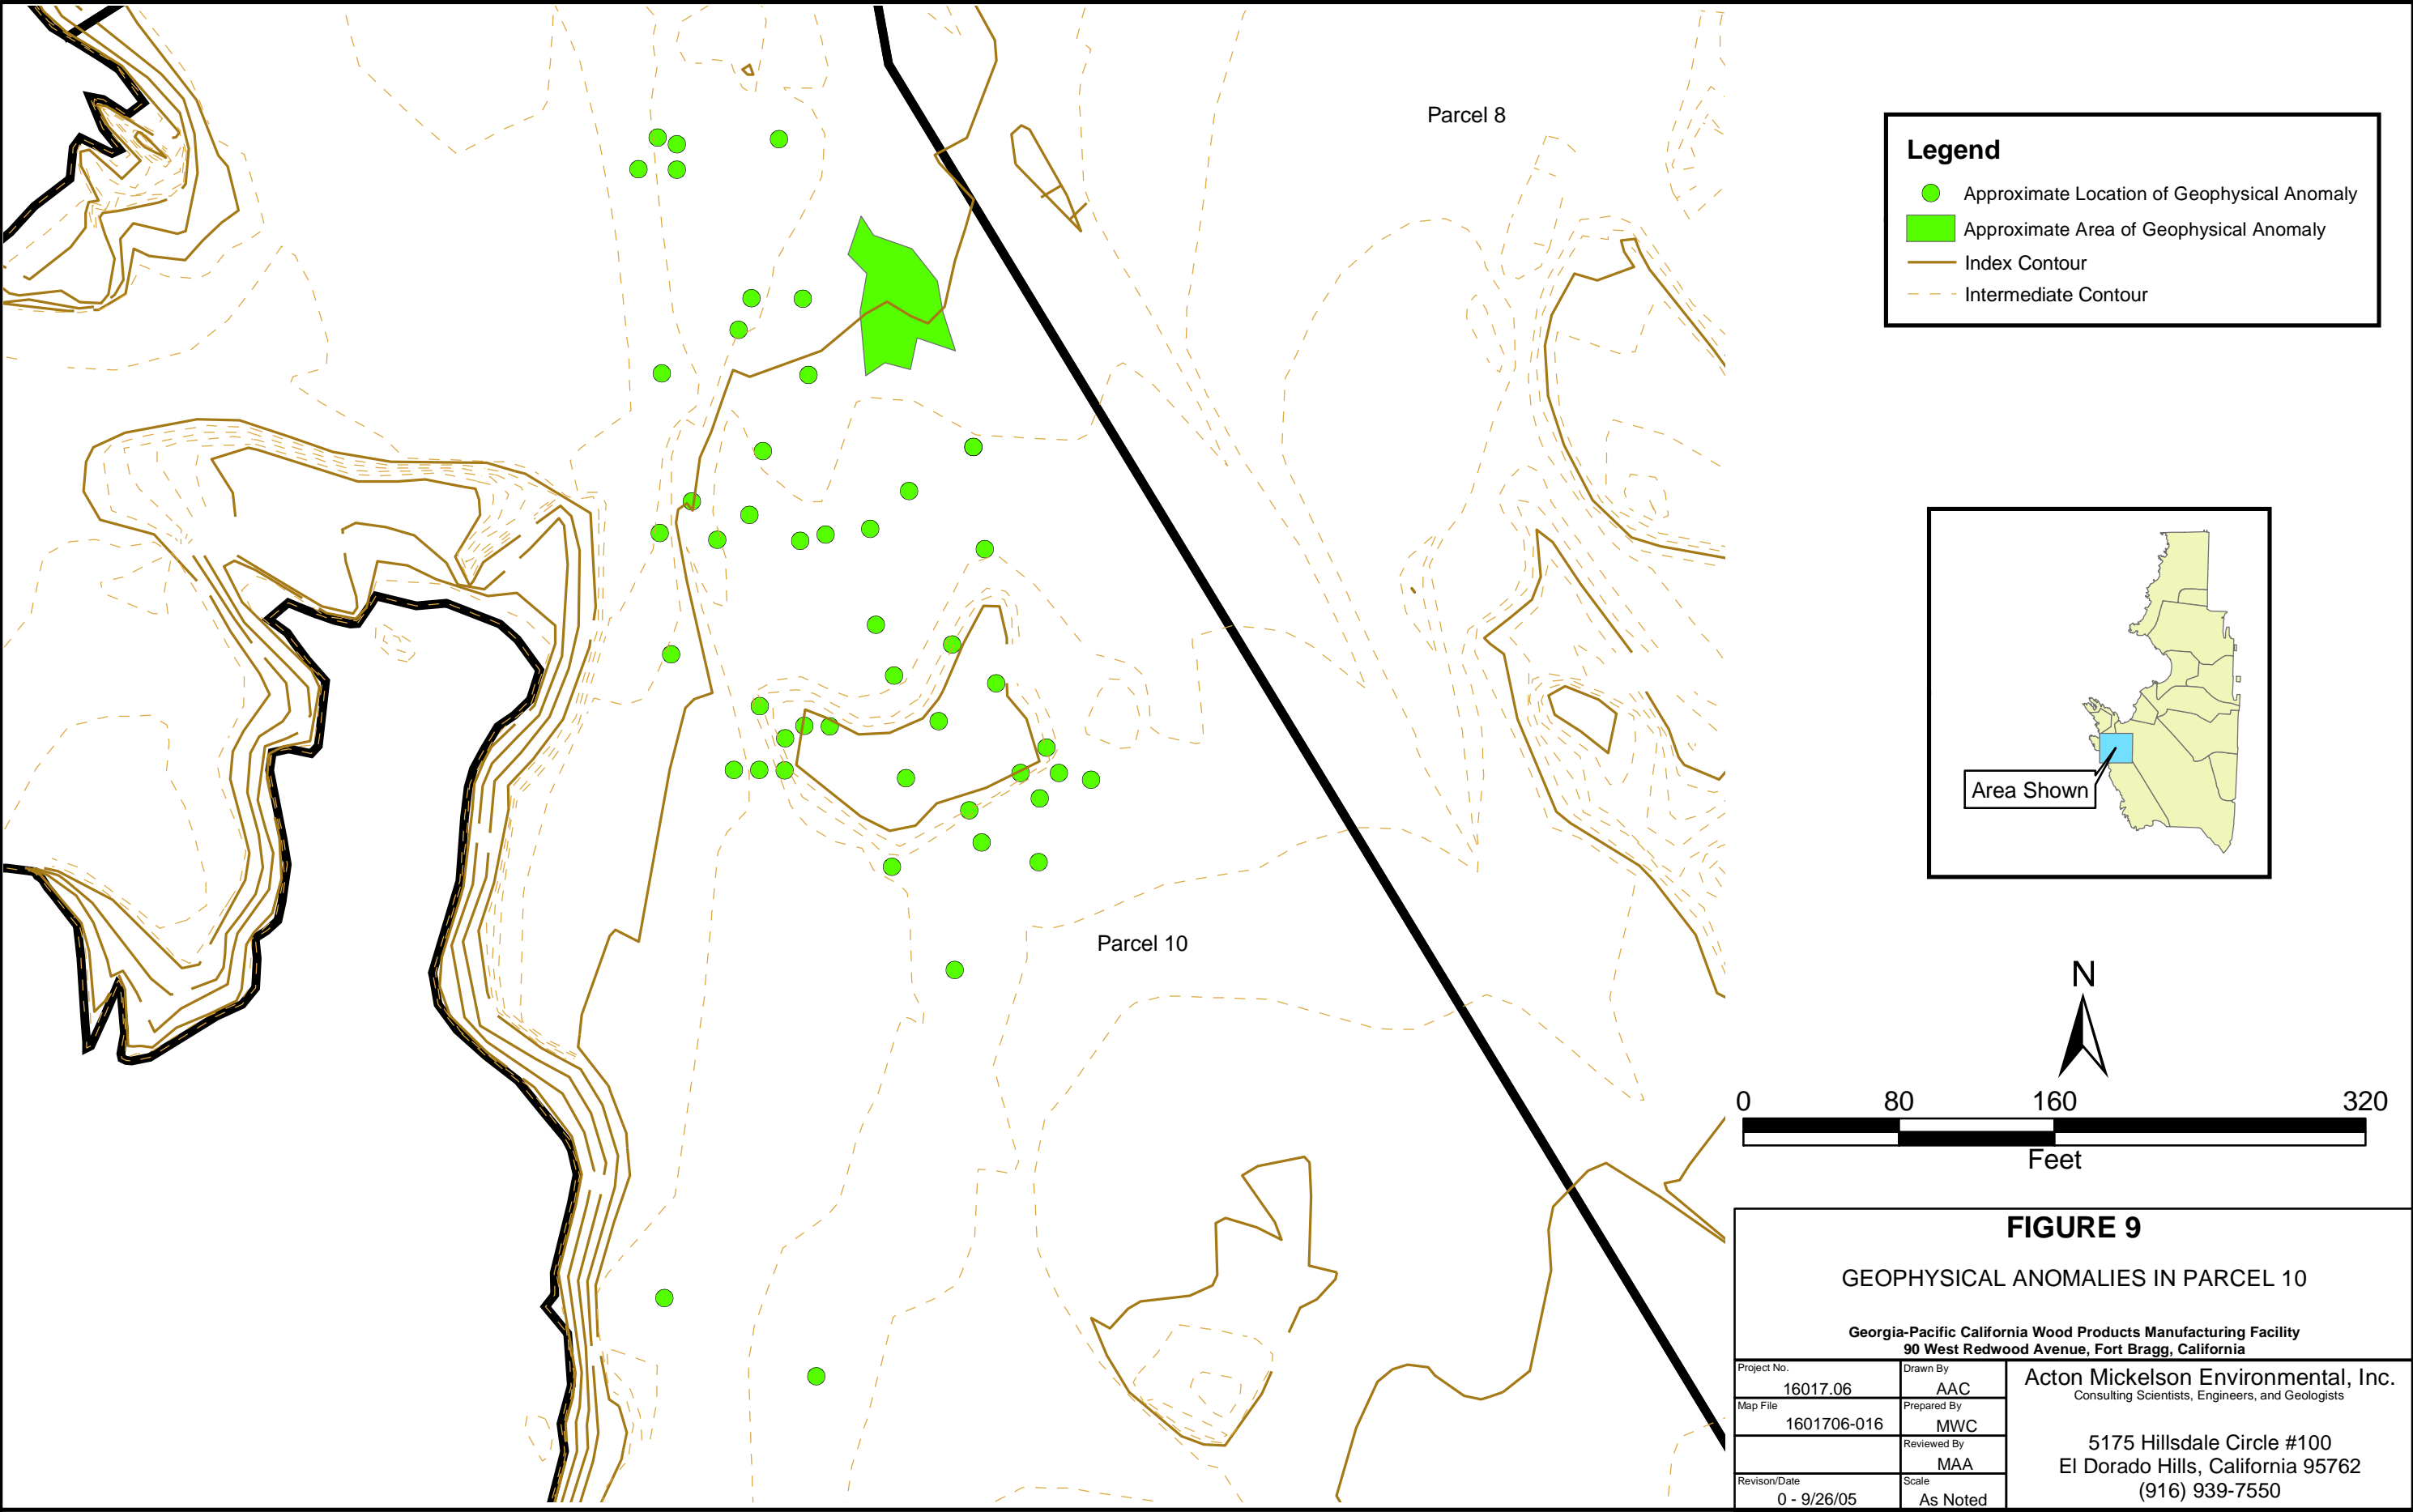 Parcel 8
Legend
Approximate Location of Geophysical Anomaly
Approximate Area of Geophysical Anomaly
Index Contour
Intermediate Contour
Area Shown
Parcel 10
N
0 80 160 320
Feet
FIGURE 9
GEOPHYSICAL ANOMALIES IN PARCEL 10
Georgia-Pacific California Wood Products Manufacturing Facility
90 West Redwood Avenue, Fort Bragg, California
Project No.
16017.06
Drawn By
AAC
Map File
1601706-016
Prepared By
MWC
Reviewed By
MAA
Revison/Date
0 - 9/26/05
Scale
As Noted
Acton Mickelson Environmental, Inc.
Consulting Scientists, Engineers, and Geologists
5175 Hillsdale Circle #100
El Dorado Hills, California 95762
(916) 939-7550